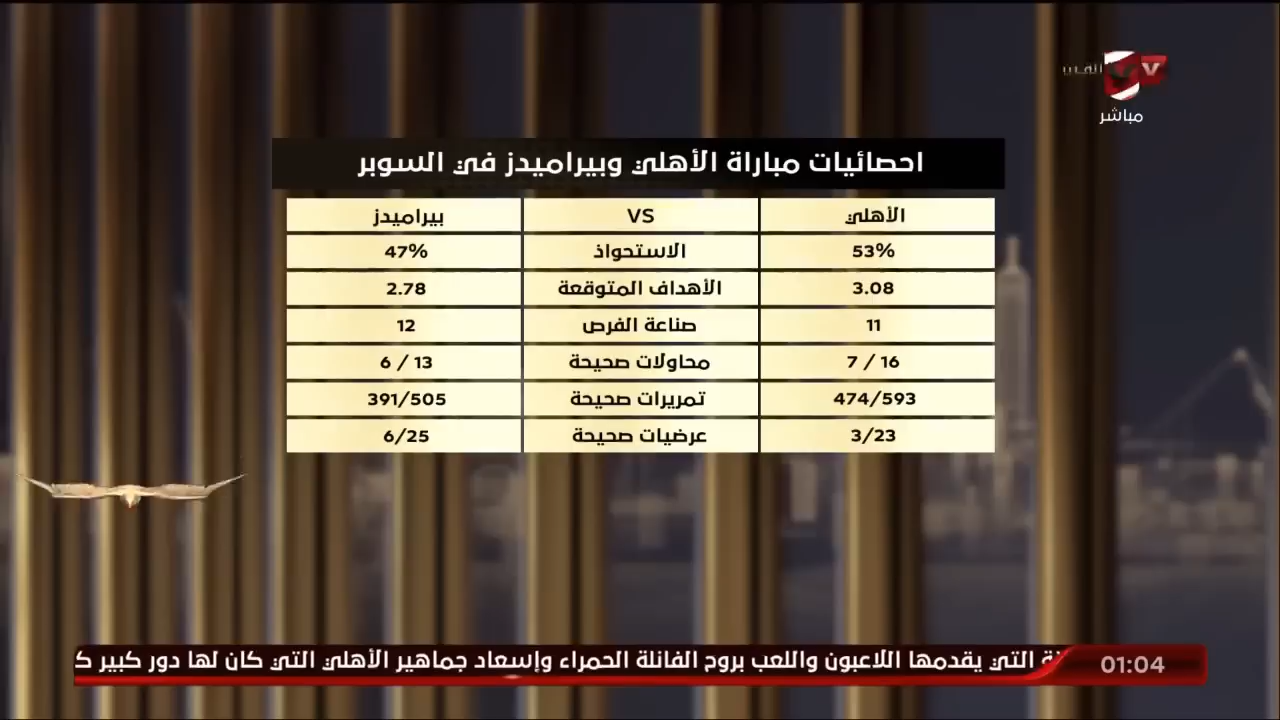 مباشر
احصائيات مباراة الأهلي وبيراميدز في السوبر
الأهلي VS بيراميدز
53% الاستحواذ 47%
3.08 الأهداف المتوقعة 2.78
11 صناعة الفرص 12
7 / 16 محاولات صحيحة 6 / 13
474/593 تمريرات صحيحة 391/505
3/23 عرضيات صحيحة 6/25
01:04 التي يقدمها اللاعبون واللعب بروح الفانلة الحمراء وإسعاد جماهير الأهلي التي كان لها دور كبير